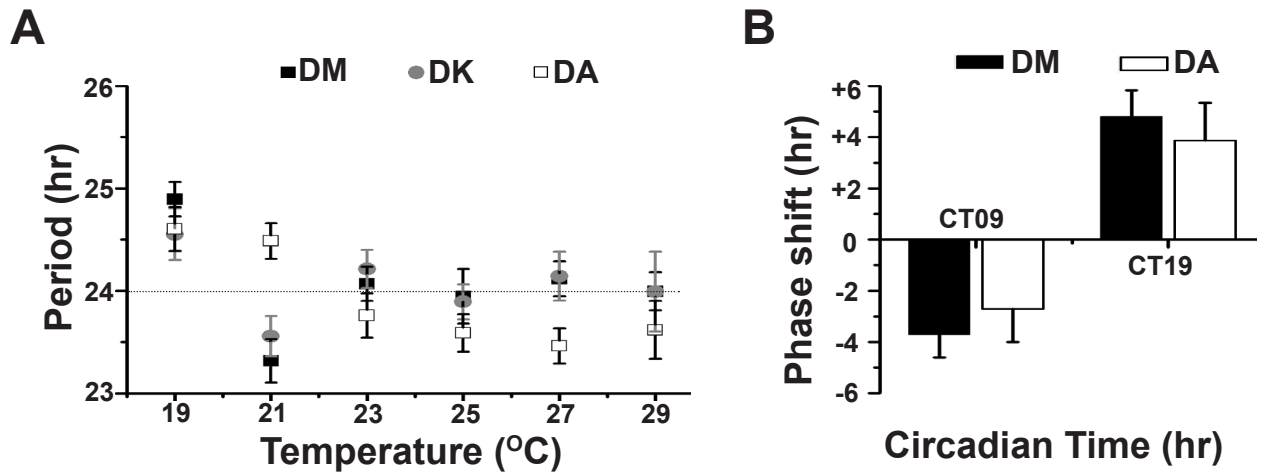 A
DM DK DA
26
25
24
23
Period (hr)
19 21 23 25 27 29
Temperature (OC)
B
DM DA
+6
+4
+2
0
-2
-4
-6
Phase shift (hr)
CT09
CT19
Circadian Time (hr)